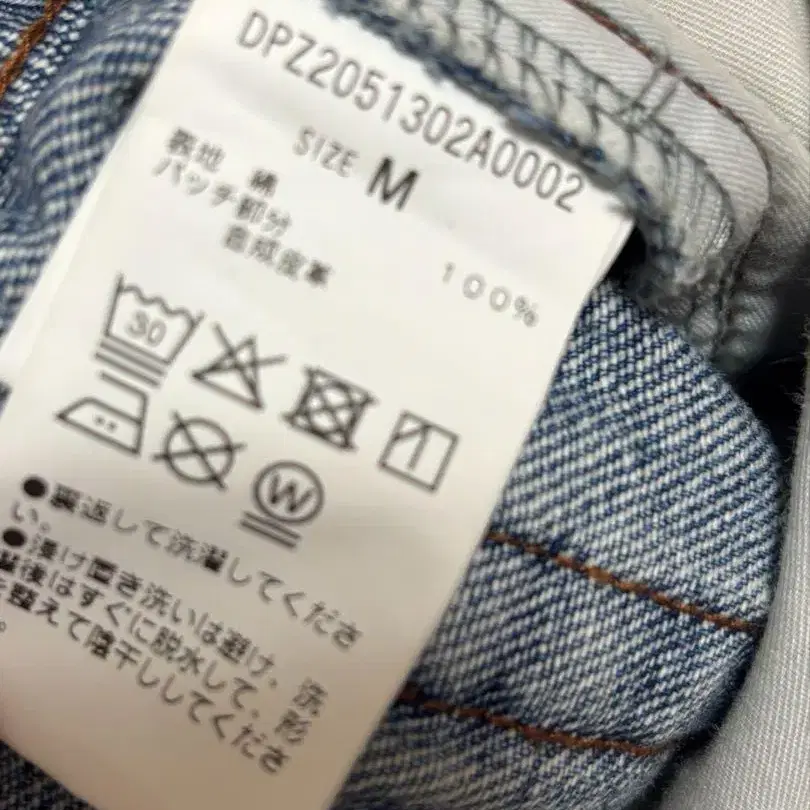 DPZ2051302A0002
SIZE M
表地 綿 100%
パッチ部分
合成皮革
30
W
●裏返して洗濯してくださ
い。
●漬け置き洗いは避け、洗
濯後はすぐに脱水して、形
を整えて陰干ししてくださ
。